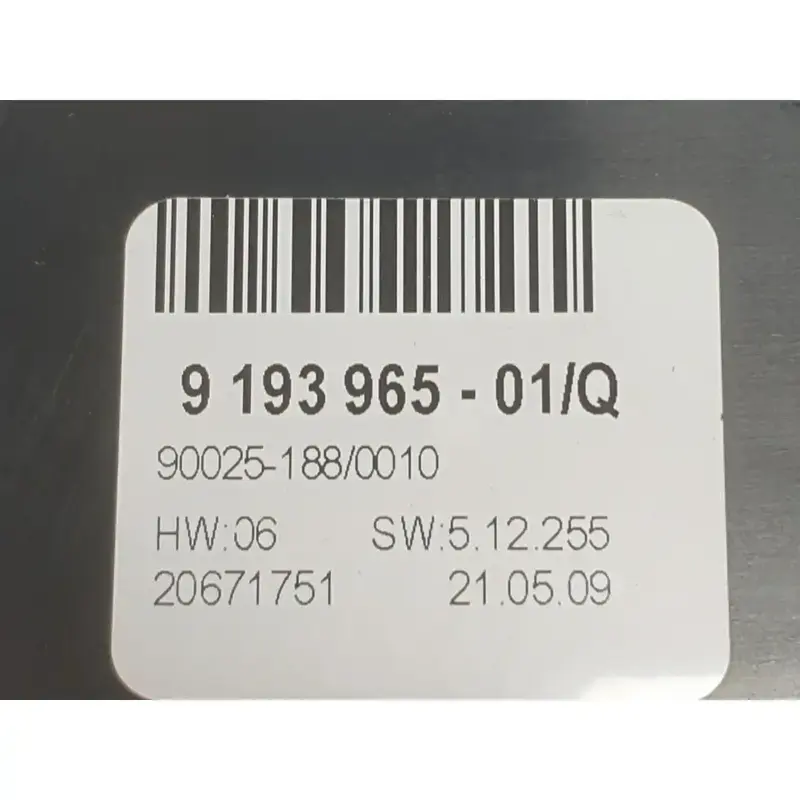 9 193 965 - 01/Q
90025-188/0010
HW:06 SW:5.12.255
20671751 21.05.09